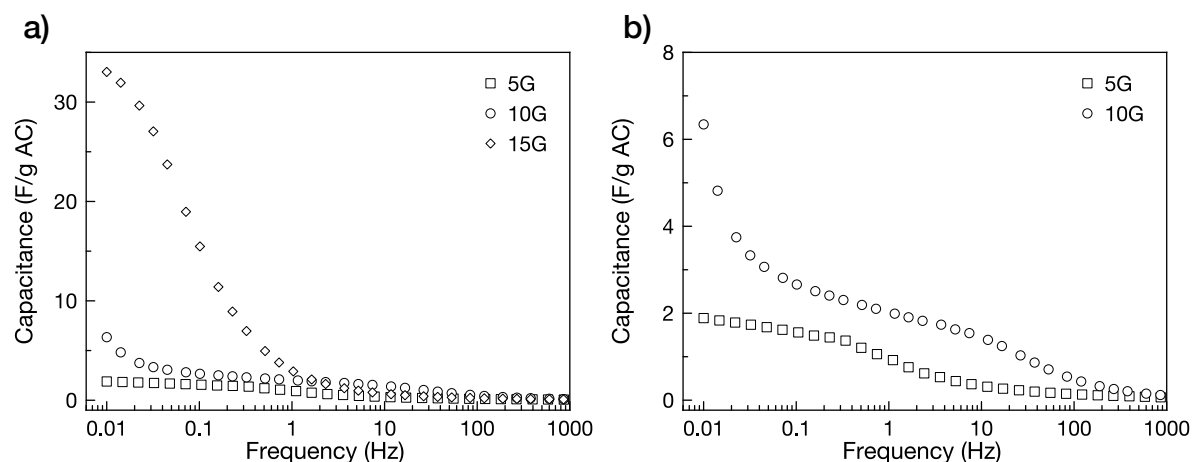 a)
Capacitance (F/g AC)
30
20
10
0
5G
10G
15G
0.01 0.1 1 10 100 1000
Frequency (Hz)
b)
Capacitance (F/g AC)
8
6
4
2
0
5G
10G
0.01 0.1 1 10 100 1000
Frequency (Hz)